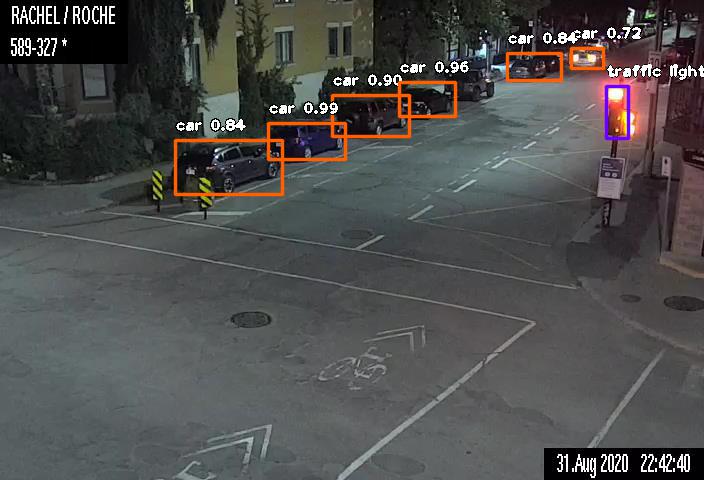 RACHEL / ROCHE
589-327 *
car 0.72
car 0.84
traffic light
car 0.96
car 0.90
car 0.99
car 0.84
31.Aug 2020 22:42:40